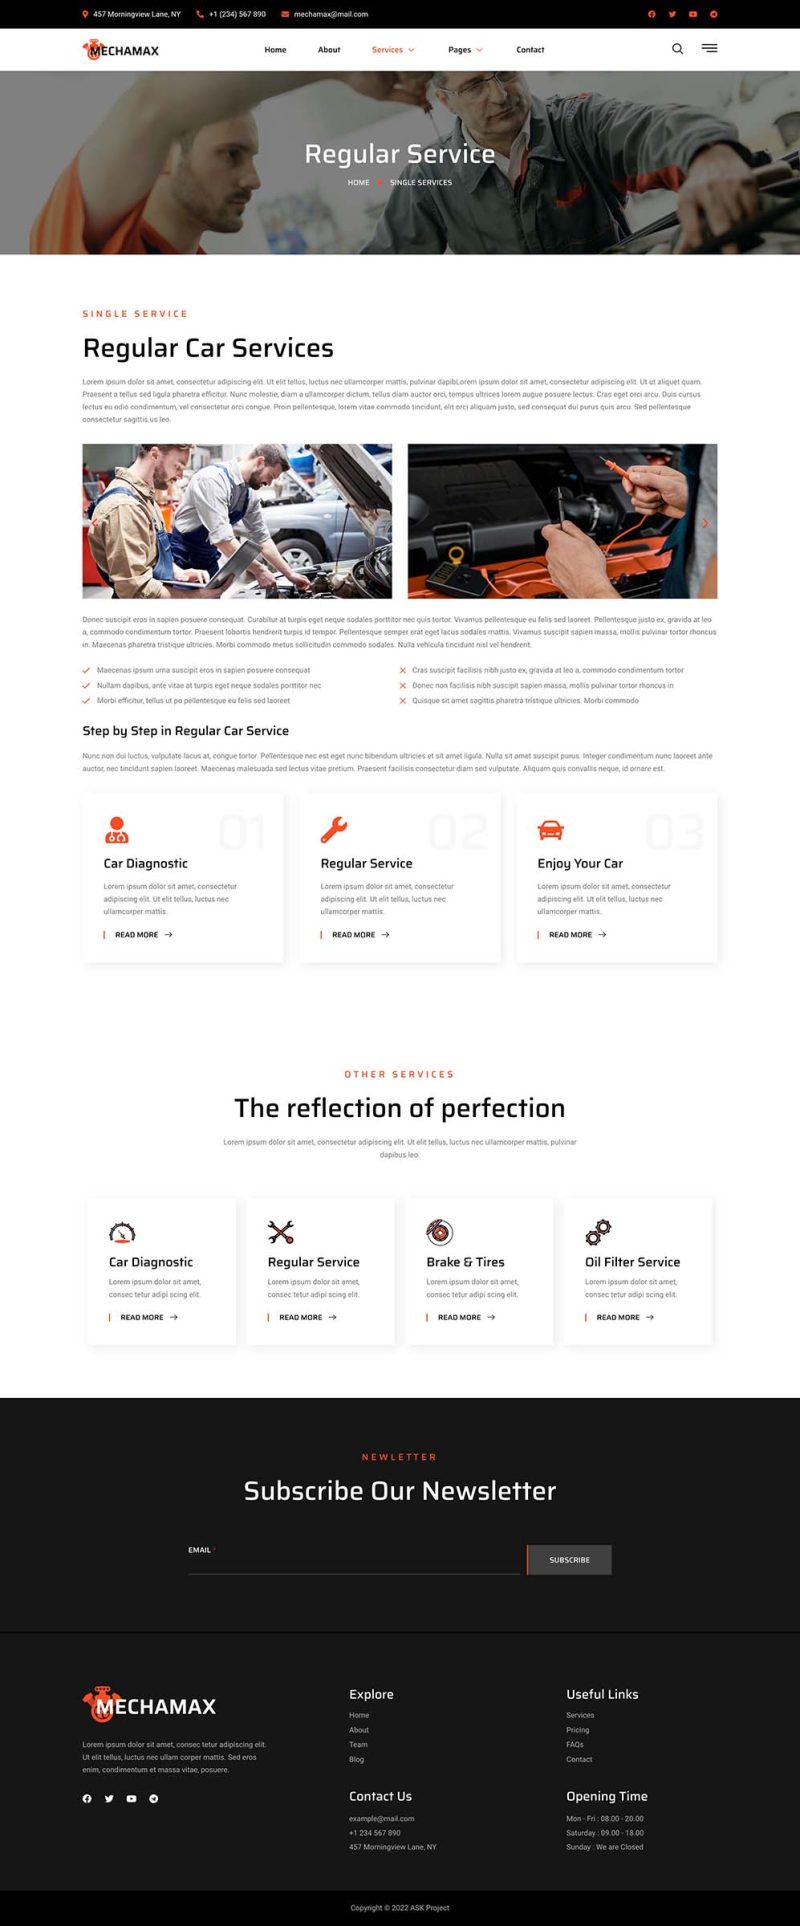 457 Morningview Lane, NY +1 (234) 567 890 mechamax@mail.com
MECHAMAX Home About Services Pages Contact
Regular Service
HOME SINGLE SERVICES
SINGLE SERVICE
Regular Car Services
Lorem ipsum dolor sit amet, consectetur adipiscing elit. Ut elit tellus, luctus nec ullamcorper mattis, pulvinar dapibLorem ipsum dolor sit amet, consectetur adipiscing elit. Ut ut aliquet quam.
Praesent a tellus sed ligula pharetra efficitur. Nunc molestie, diam a ullamcorper dictum, tellus diam auctor orci, tempus ultrices lorem augue posuere lectus. Cras eget orci arcu. Duis cursus
lectus eu odio condimentum, vel consectetur orci congue. Proin pellentesque, lorem vitae commodo tincidunt, elit orci aliquam justo, sed consequat dui purus quis arcu. Sed pellentesque
consectetur sagittis.us leo.
Donec suscipit eros in sapien posuere consequat. Curabitur at turpis eget neque sodales porttitor nec quis tortor. Vivamus pellentesque eu felis sed laoreet. Pellentesque justo ex, gravida at leo
a, commodo condimentum tortor. Praesent lobortis hendrerit turpis id tempor. Pellentesque semper erat eget lacus sodales mattis. Vivamus suscipit sapien massa, mollis pulvinar tortor rhoncus
in. Maecenas pharetra tristique ultricies. Morbi commodo metus sollicitudin commodo sodales. Nulla vehicula tincidunt nisl vel hendrerit.
Maecenas ipsum urna suscipit eros in sapien posuere consequat
Nullam dapibus, ante vitae at turpis eget neque sodales porttitor nec
Morbi efficitur, tellus ut po pellentesque eu felis sed laoreet
Cras suscipit facilisis nibh justo ex, gravida at leo a, commodo condimentum tortor
Donec non facilisis nibh suscipit sapien massa, mollis pulvinar tortor rhoncus in
Quisque sit amet sagittis pharetra tristique ultricies. Morbi commodo
Step by Step in Regular Car Service
Nunc non dui luctus, vulputate lacus at, congue tortor. Pellentesque nec est eget nunc bibendum ultricies et sit amet ligula. Nulla sit amet suscipit purus. Integer condimentum nunc laoreet ante
auctor, nec tincidunt sapien laoreet. Maecenas malesuada sed lectus vitae pretium. Praesent facilisis consectetur diam sed vulputate. Aliquam quis convallis neque, id ornare est.
01
Car Diagnostic
Lorem ipsum dolor sit amet, consectetur
adipiscing elit. Ut elit tellus, luctus nec
ullamcorper mattis.
READ MORE
02
Regular Service
Lorem ipsum dolor sit amet, consectetur
adipiscing elit. Ut elit tellus, luctus nec
ullamcorper mattis.
READ MORE
03
Enjoy Your Car
Lorem ipsum dolor sit amet, consectetur
adipiscing elit. Ut elit tellus, luctus nec
ullamcorper mattis.
READ MORE
OTHER SERVICES
The reflection of perfection
Lorem ipsum dolor sit amet, consectetur adipiscing elit. Ut elit tellus, luctus nec ullamcorper mattis, pulvinar
dapibus leo.
Car Diagnostic
Lorem ipsum dolor sit amet,
consec tetur adipi scing elit.
READ MORE
Regular Service
Lorem ipsum dolor sit amet,
consec tetur adipi scing elit.
READ MORE
Brake & Tires
Lorem ipsum dolor sit amet,
consec tetur adipi scing elit.
READ MORE
Oil Filter Service
Lorem ipsum dolor sit amet,
consec tetur adipi scing elit.
READ MORE
NEWLETTER
Subscribe Our Newsletter
EMAIL *
SUBSCRIBE
MECHAMAX
Lorem ipsum dolor sit amet, consec tetur adipiscing elit.
Ut elit tellus, luctus nec ullam corper mattis. Sed eros
enim, condimentum et massa vitae, posuere.
Explore
Home
About
Team
Blog
Useful Links
Services
Pricing
FAQs
Contact
Contact Us
example@mail.com
+1 234 567 890
457 Morningview Lane, NY
Opening Time
Mon - Fri : 08.00 - 20.00
Saturday : 09.00 - 18.00
Sunday : We are Closed
Copyright © 2022 ASK Project